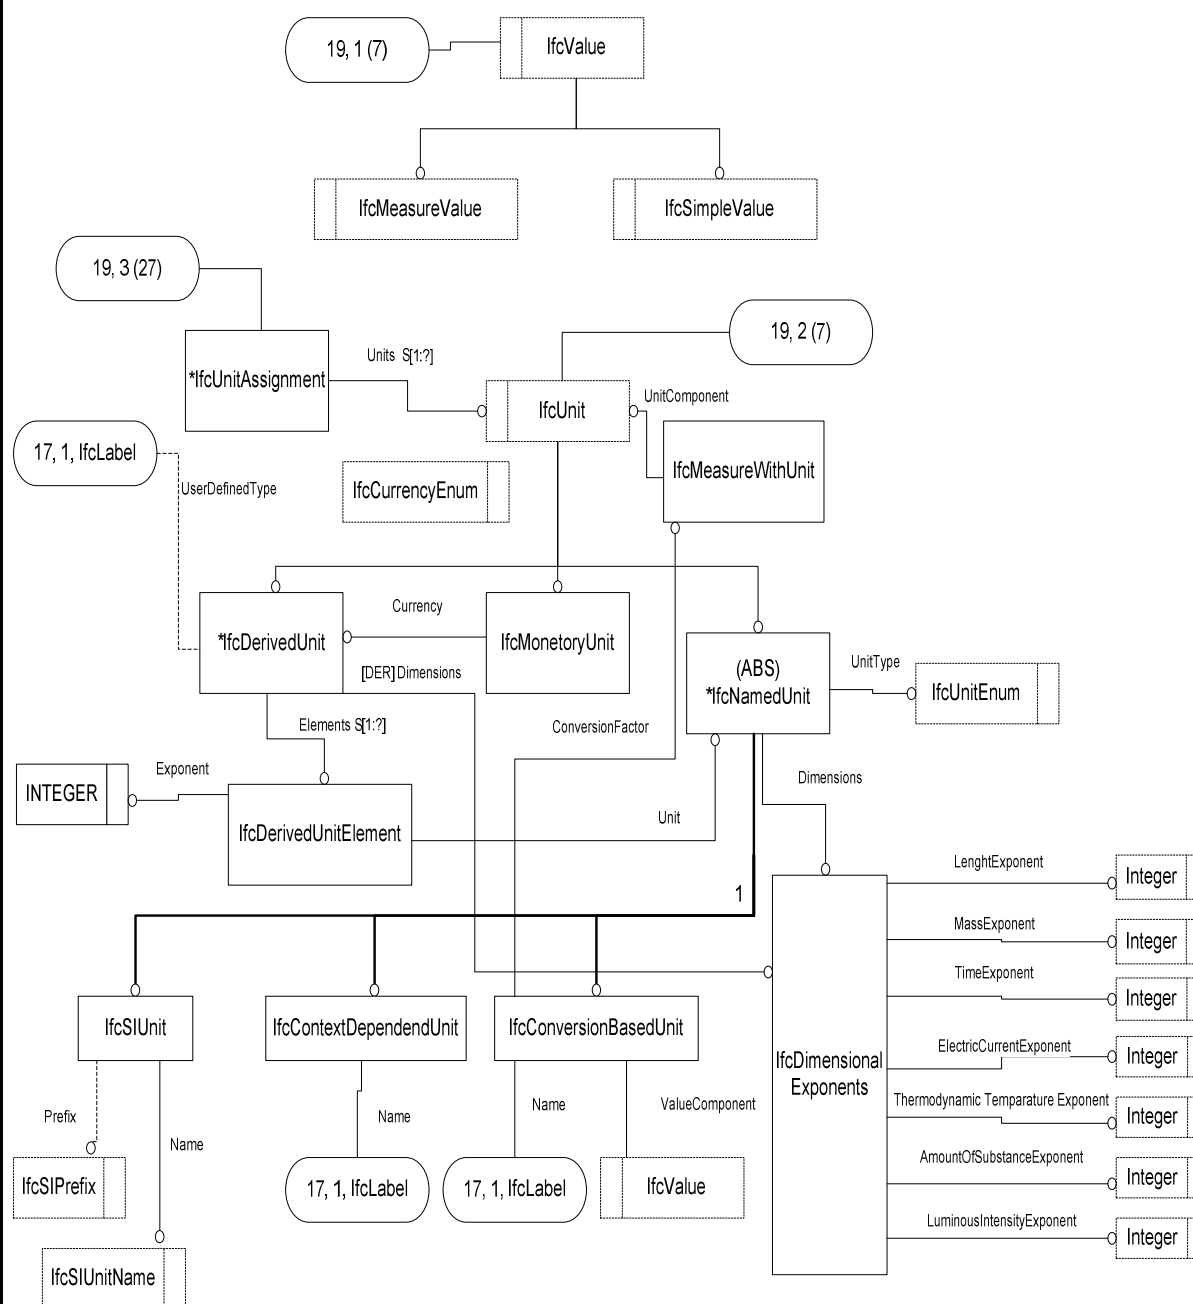 19, 1 (7)
IfcValue
IfcMeasureValue
IfcSimpleValue
19, 3 (27)
19, 2 (7)
*IfcUnitAssignment
Units S[1:?]
IfcUnit
UnitComponent
17, 1, IfcLabel
IfcMeasureWithUnit
UserDefinedType
IfcCurrencyEnum
*IfcDerivedUnit
Currency
IfcMonetoryUnit
[DER] Dimensions
(ABS)
*IfcNamedUnit
UnitType
IfcUnitEnum
Elements S[1:?]
ConversionFactor
Exponent
INTEGER
Dimensions
IfcDerivedUnitElement
Unit
1
LenghtExponent
Integer
MassExponent
Integer
TimeExponent
Integer
IfcSIUnit
IfcContextDependendUnit
IfcConversionBasedUnit
IfcDimensional
Exponents
ElectricCurrentExponent
Integer
Thermodynamic Temparature Exponent
Integer
Prefix
Name
Name
Name
ValueComponent
AmountOfSubstanceExponent
Integer
IfcSIPrefix
17, 1, IfcLabel
17, 1, IfcLabel
IfcValue
LuminousIntensityExponent
Integer
IfcSIUnitName